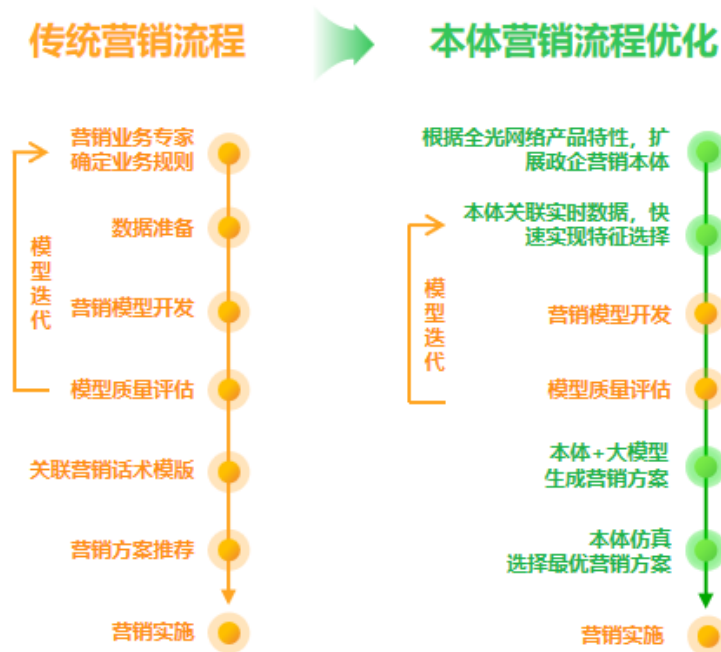 传统营销流程
本体营销流程优化
营销业务专家
确定业务规则
数据准备
营销模型开发
模型质量评估
关联营销话术模版
营销方案推荐
营销实施
模
型
迭
代
根据全光网络产品特性，扩
展政企营销本体
本体关联实时数据，快
速实现特征选择
营销模型开发
模型质量评估
本体+大模型
生成营销方案
本体仿真
选择最优营销方案
营销实施
模
型
迭
代